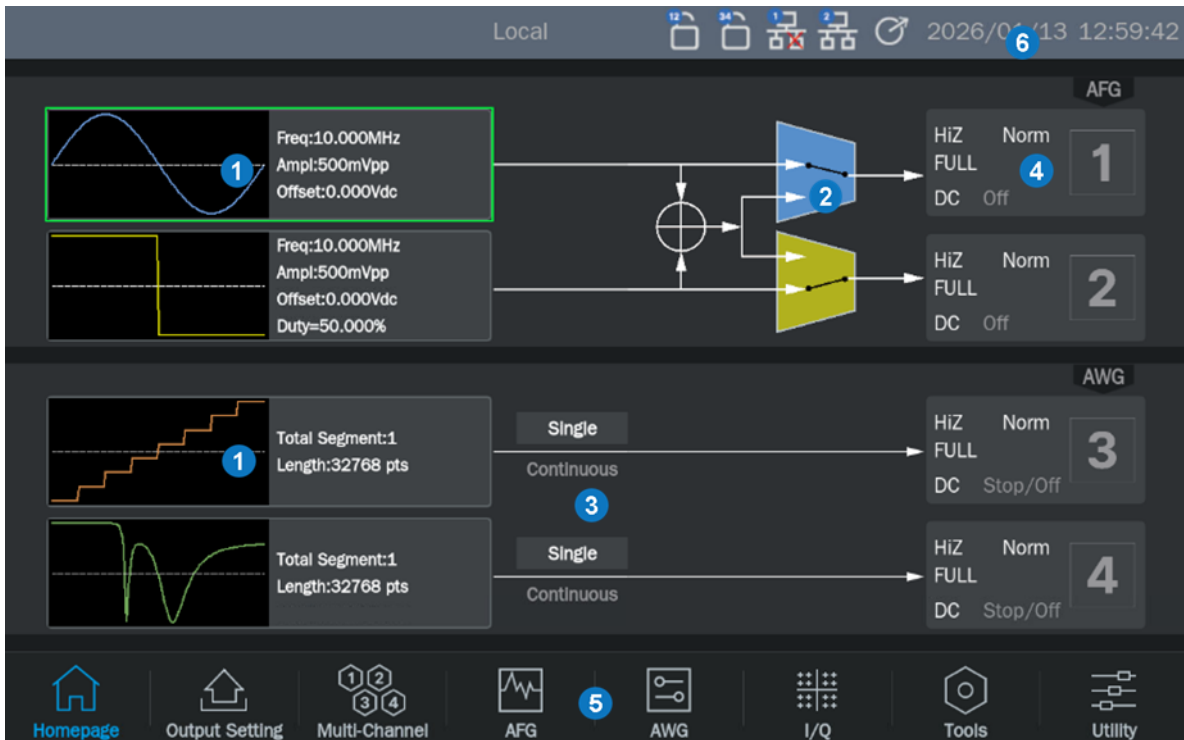 Local 12 34 1 2 2026/01/13 12:59:42
6
AFG
Freq:10.000MHz
Ampl:500mVpp
Offset:0.000Vdc
1
2
HiZ Norm
FULL
DC Off
4
1
Freq:10.000MHz
Ampl:500mVpp
Offset:0.000Vdc
Duty=50.000%
HiZ Norm
FULL
DC Off
2
AWG
1
Total Segment:1
Length:32768 pts
Single
Continuous
3
HiZ Norm
FULL
DC Stop/Off
3
Total Segment:1
Length:32768 pts
Single
Continuous
HiZ Norm
FULL
DC Stop/Off
4
1 2
3 4
5
Homepage Output Setting Multi-Channel AFG AWG I/Q Tools Utility